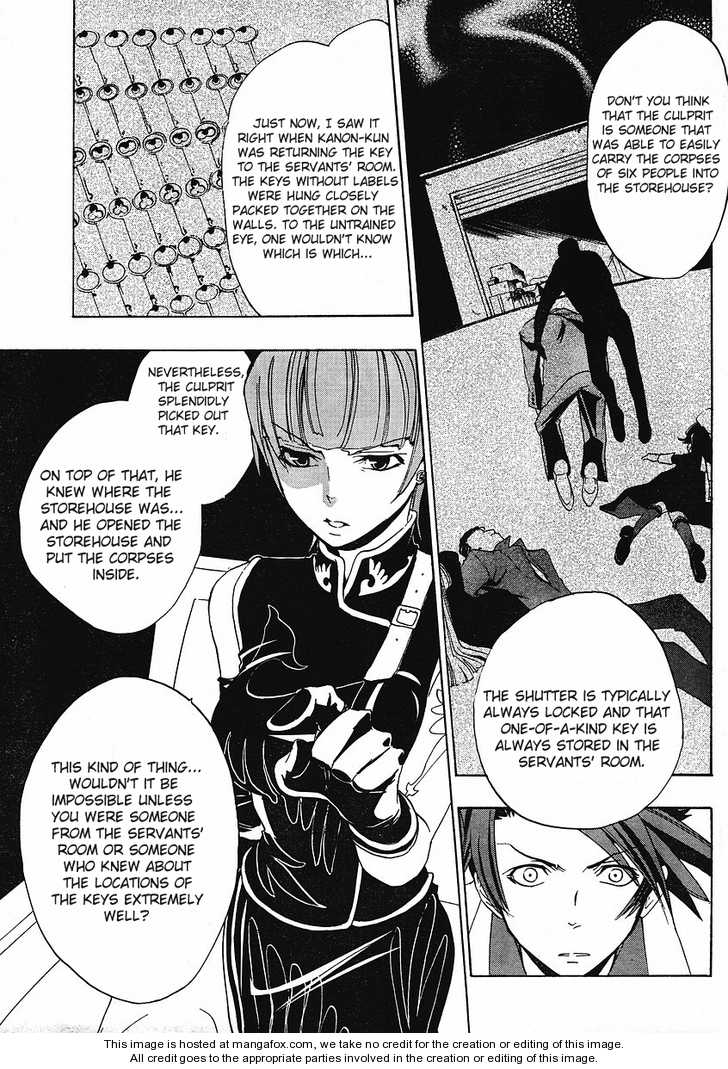 DON'T YOU THINK
THAT THE CULPRIT
IS SOMEONE THAT
WAS ABLE TO EASILY
CARRY THE CORPSES
OF SIX PEOPLE INTO
THE STOREHOUSE?
THE SHUTTER IS TYPICALLY
ALWAYS LOCKED AND THAT
ONE-OF-A-KIND KEY IS
ALWAYS STORED IN THE
SERVANTS' ROOM.
JUST NOW, I SAW IT
RIGHT WHEN KANON-KUN
WAS RETURNING THE KEY
TO THE SERVANTS' ROOM.
THE KEYS WITHOUT LABELS
WERE HUNG CLOSELY
PACKED TOGETHER ON THE
WALLS. TO THE UNTRAINED
EYE, ONE WOULDN'T KNOW
WHICH IS WHICH...
NEVERTHELESS,
THE CULPRIT
SPLENDIDLY
PICKED OUT
THAT KEY.
ON TOP OF THAT, HE
KNEW WHERE THE
STOREHOUSE WAS...
AND HE OPENED THE
STOREHOUSE AND
PUT THE CORPSES
INSIDE.
THIS KIND OF THING...
WOULDN'T IT BE
IMPOSSIBLE UNLESS
YOU WERE SOMEONE
FROM THE SERVANTS'
ROOM OR SOMEONE
WHO KNEW ABOUT
THE LOCATIONS OF
THE KEYS EXTREMELY
WELL?
This image is hosted at mangafox.com, we take no credit for the creation or editing of this image.
All credit goes to the appropriate parties involved in the creation or editing of this image.